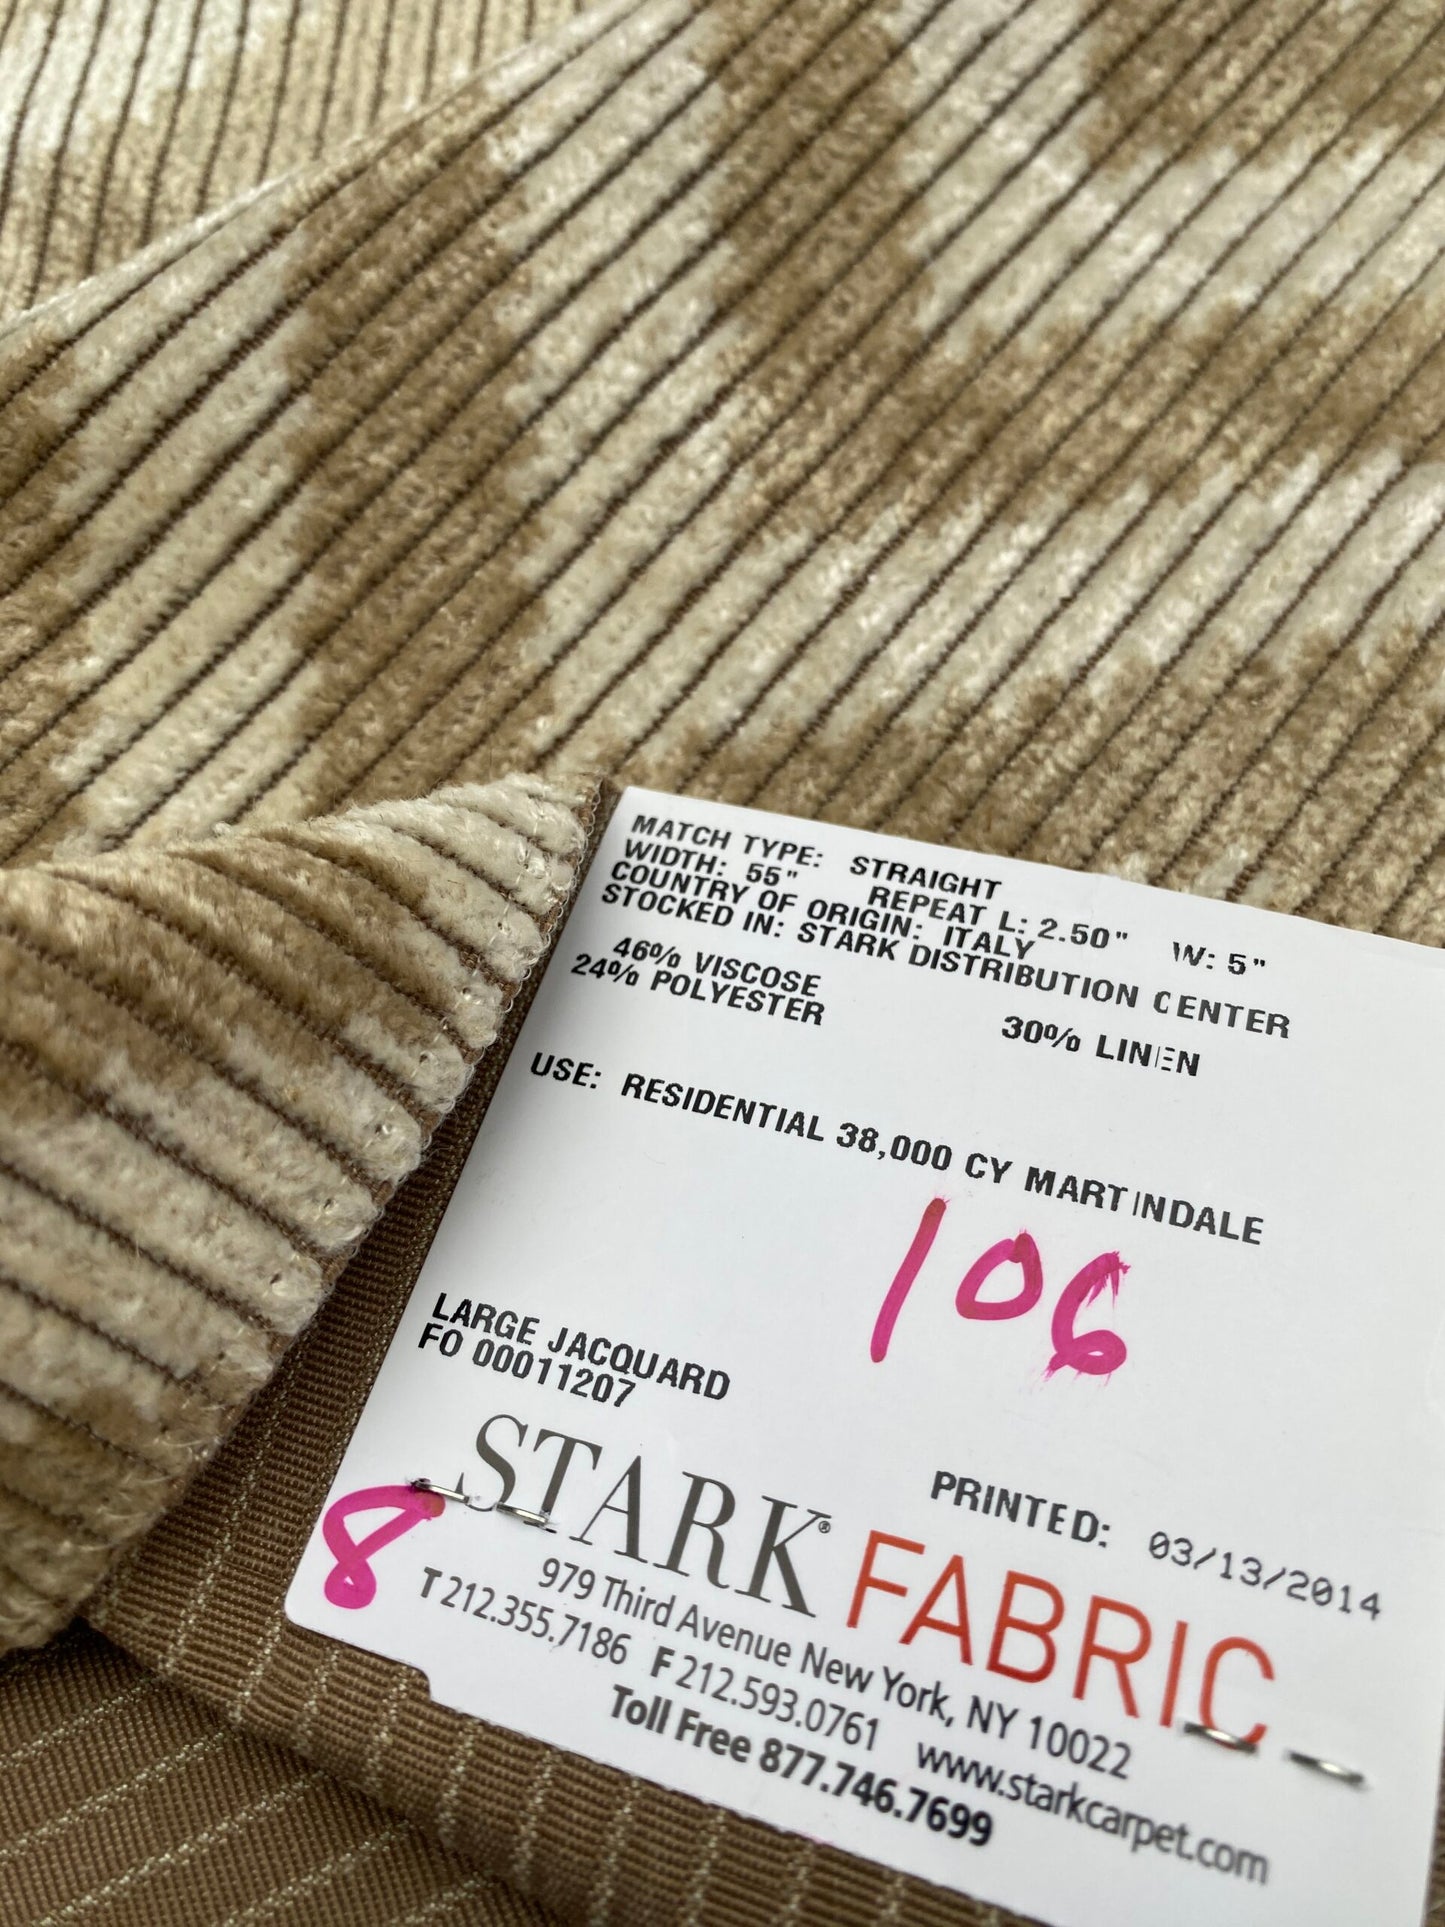 MATCH TYPE: STRAIGHT
WIDTH: 55" REPEAT L: 2.50" W: 5"
COUNTRY OF ORIGIN: ITALY
STOCKED IN: STARK DISTRIBUTION CENTER
46% VISCOSE 30% LINEN
24% POLYESTER
USE: RESIDENTIAL 38,000 CY MARTINDALE
106
LARGE JACQUARD
FO 00011207
PRINTED: 03/13/2014
8
STARK® FABRIC
979 Third Avenue New York, NY 10022
T 212.355.7186 F 212.593.0761 www.starkcarpet.com
Toll Free 877.746.7699